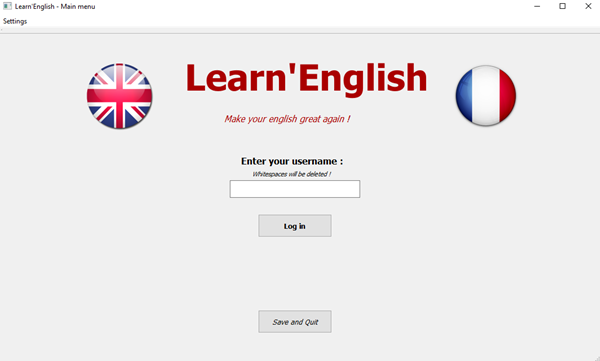 Learn'English - Main menu
Settings
Learn'English
Make your english great again !
Enter your username :
Whitespaces will be deleted !
Log in
Save and Quit